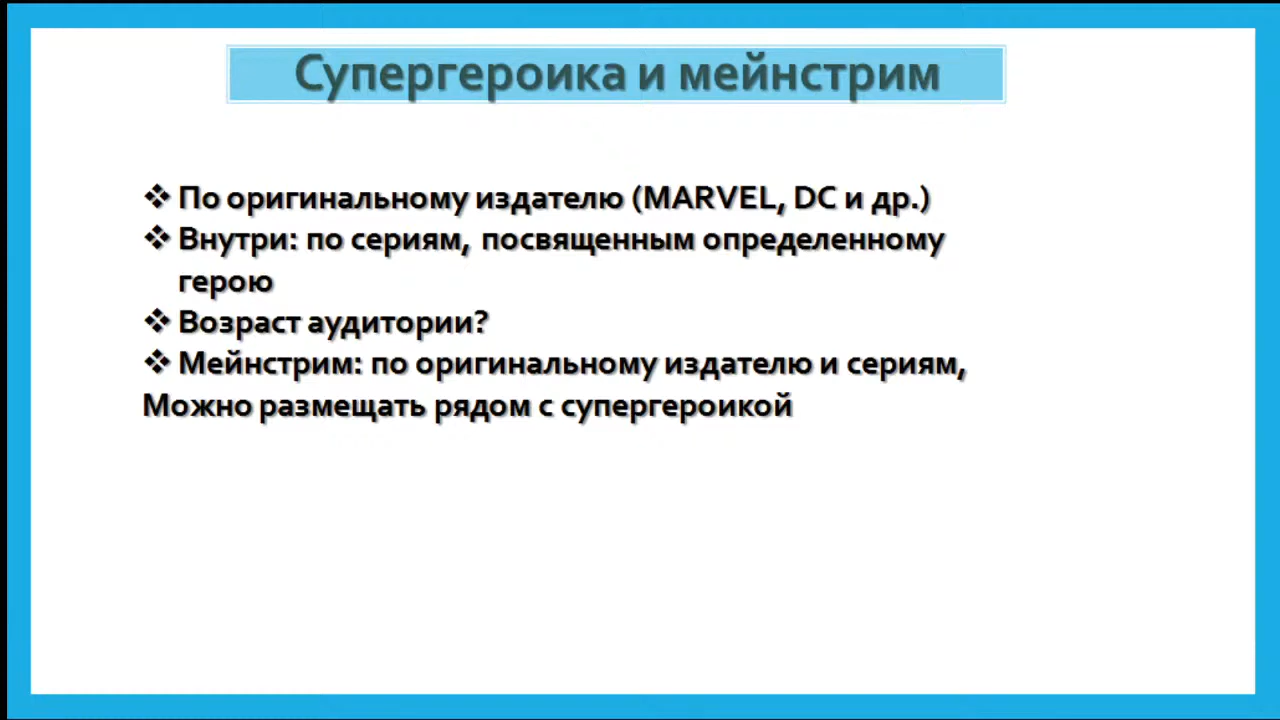 Супергероика и мейнстрим
❖ По оригинальному издателю (MARVEL, DC и др.)
❖ Внутри: по сериям, посвященным определенному
герою
❖ Возраст аудитории?
❖ Мейнстрим: по оригинальному издателю и сериям,
Можно размещать рядом с супергероикой